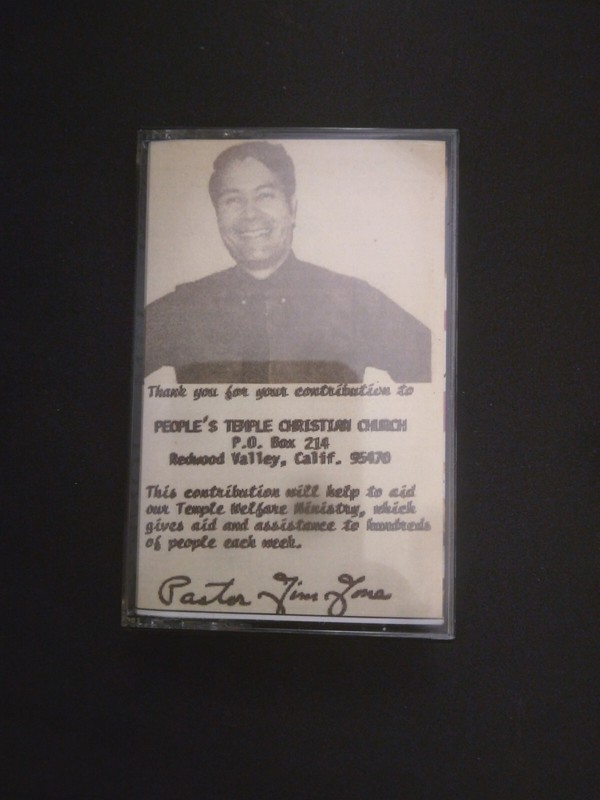 Thank you for your contribution to
PEOPLE'S TEMPLE CHRISTIAN CHURCH
P.O. Box 214
Redwood Valley, Calif. 95470
This contribution will help to aid
our Temple Welfare Ministry, which
gives aid and assistance to hundreds
of people each week.
Pastor Jim Jones